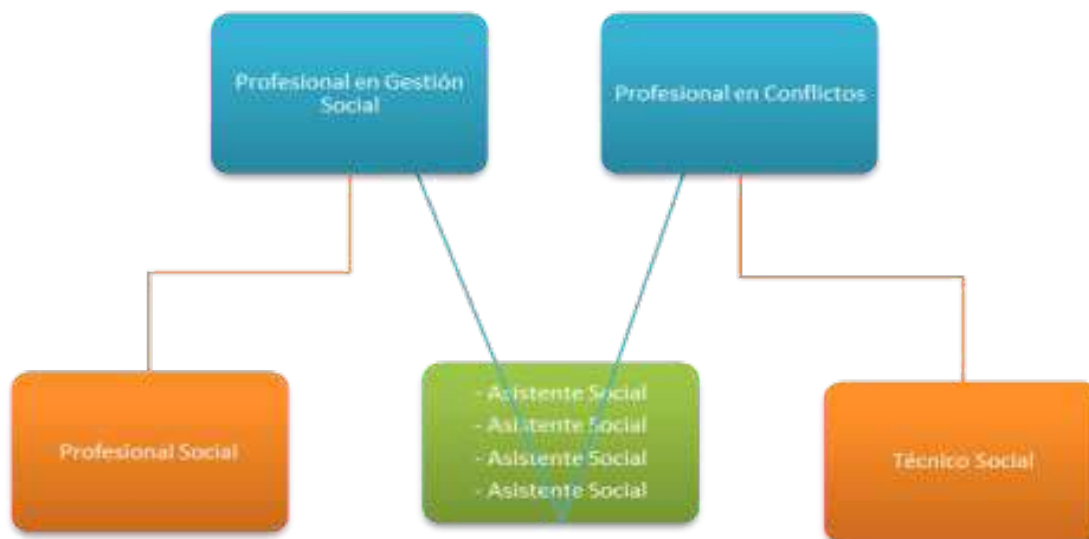 Profesional en Gestión
Social
Profesional en Conflictos
Profesional Social
- Asistente Social
- Asistente Social
- Asistente Social
- Asistente Social
Técnico Social